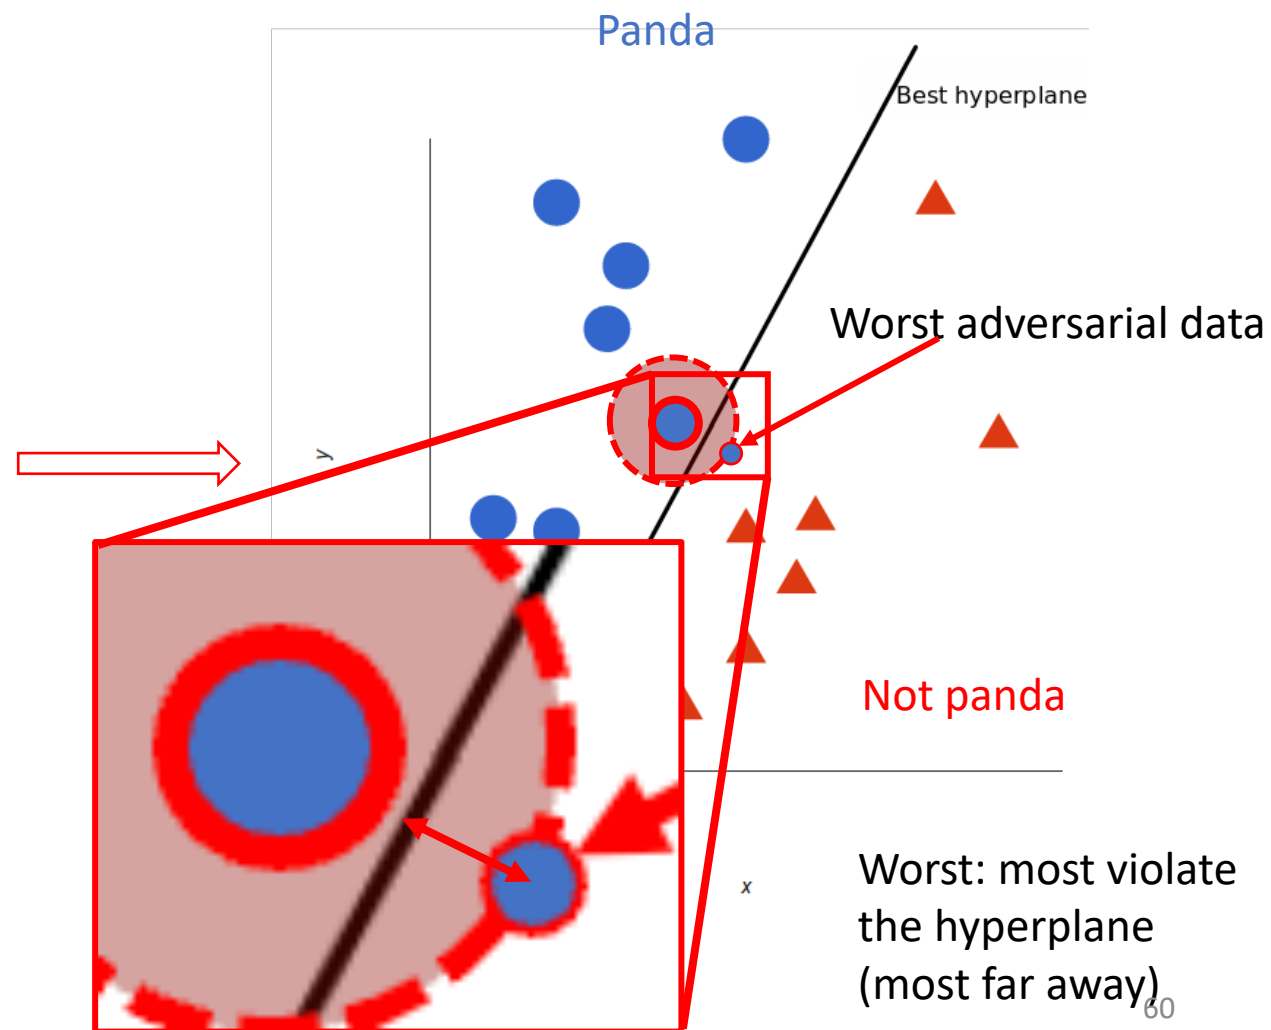 Panda
Best hyperplane
Worst adversarial data
y
Not panda
x
Worst: most violate
the hyperplane
(most far away)
60